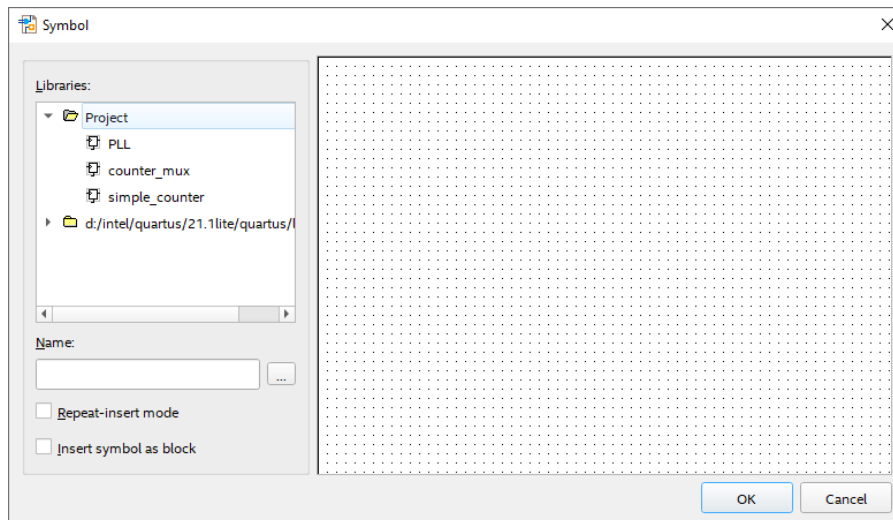 Symbol
Libraries:
Project
PLL
counter_mux
simple_counter
d:/intel/quartus/21.1lite/quartus/l
Name:
...
Repeat-insert mode
Insert symbol as block
OK
Cancel